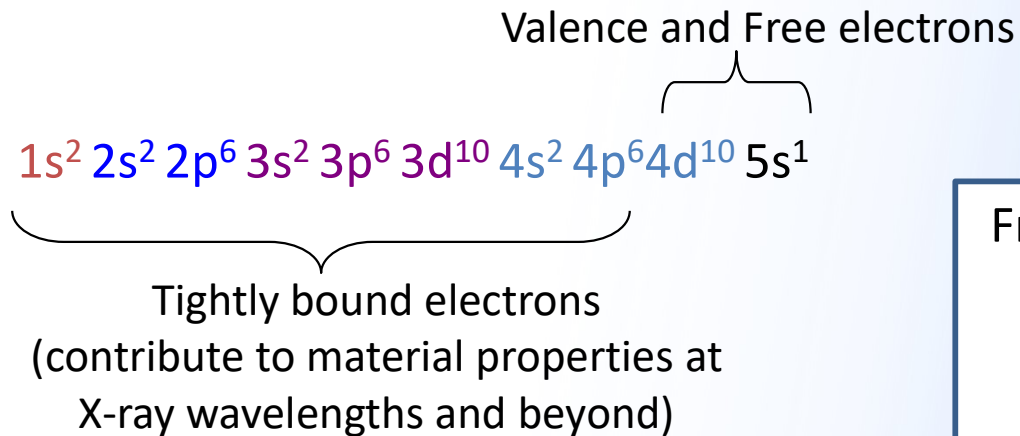 Valence and Free electrons
1s² 2s² 2p⁶ 3s² 3p⁶ 3d¹⁰ 4s² 4p⁶ 4d¹⁰ 5s¹
Tightly bound electrons
(contribute to material properties at
X-ray wavelengths and beyond)